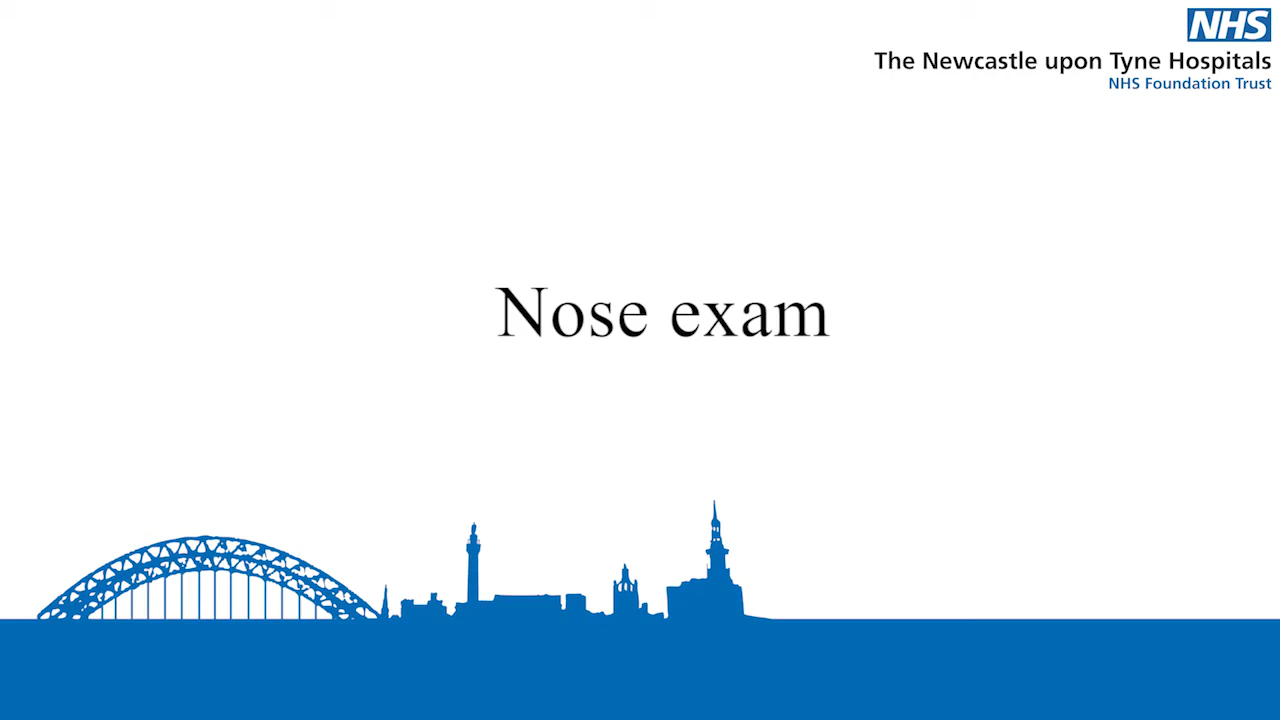 NHS
The Newcastle upon Tyne Hospitals
NHS Foundation Trust
Nose exam